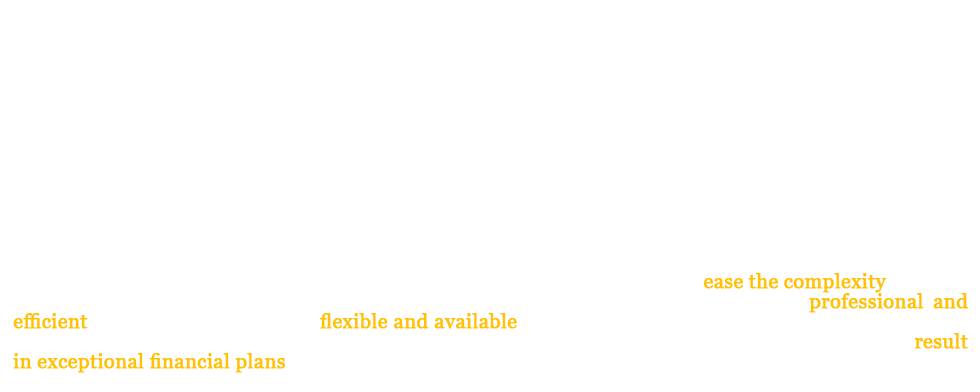 ease the complexity
professional and
efficient flexible and available
result
in exceptional financial plans